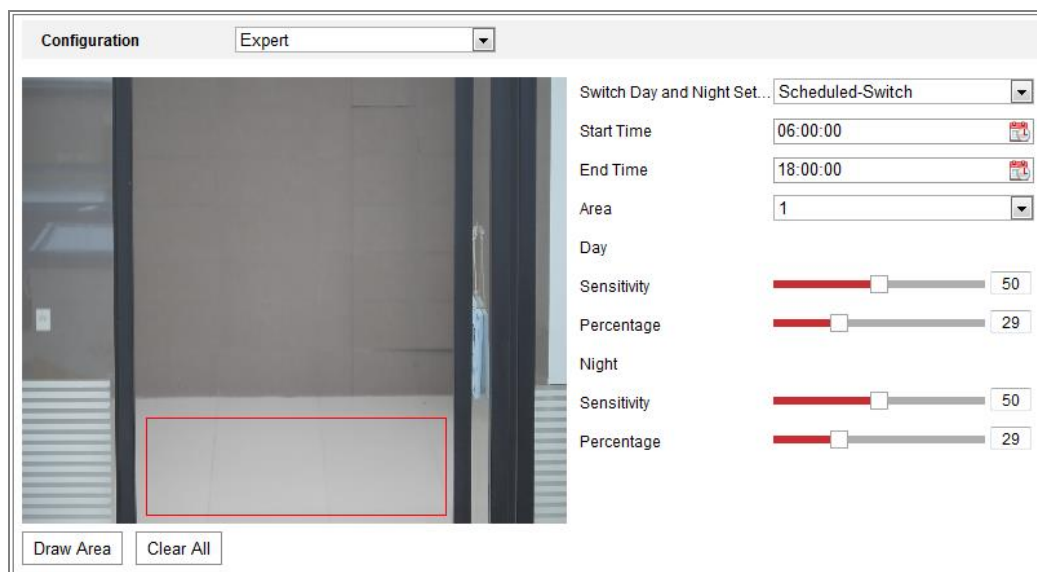 Configuration Expert
Switch Day and Night Set... Scheduled-Switch
Start Time 06:00:00
End Time 18:00:00
Area 1
Day
Sensitivity 50
Percentage 29
Night
Sensitivity 50
Percentage 29
Draw Area Clear All